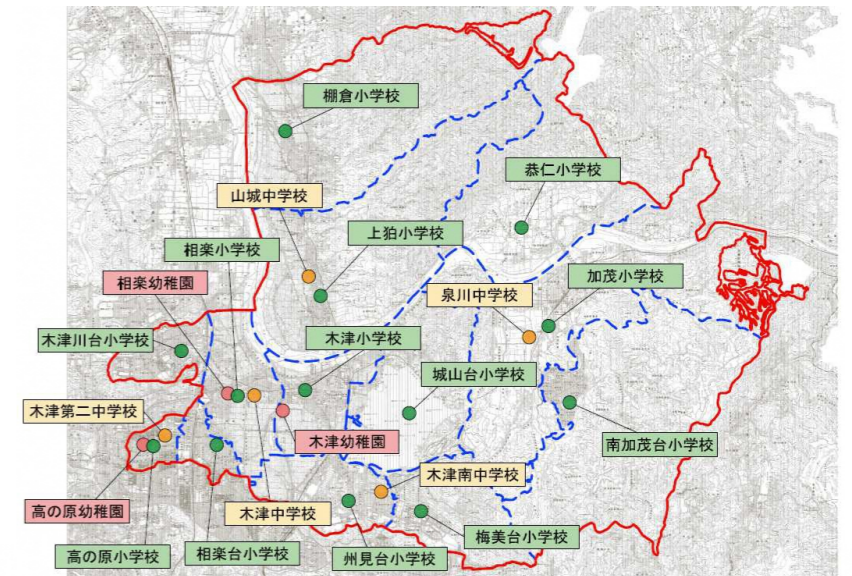 棚倉小学校
恭仁小学校
山城中学校
上狛小学校
相楽小学校
相楽幼稚園
加茂小学校
泉川中学校
木津川台小学校
木津小学校
城山台小学校
木津第二中学校
木津幼稚園
南加茂台小学校
木津南中学校
高の原幼稚園
木津中学校
梅美台小学校
高の原小学校
相楽台小学校
州見台小学校